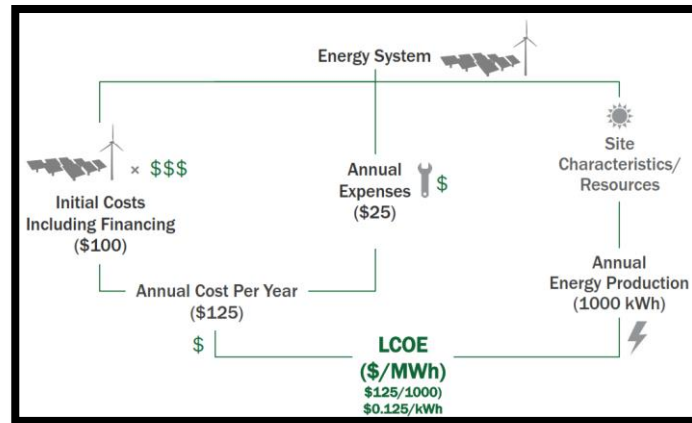 Energy System
× $$$
Initial Costs
Including Financing
($100)
Annual
Expenses
($25)
$
Site
Characteristics/
Resources
Annual Cost Per Year
($125)
$
Annual
Energy Production
(1000 kWh)
LCOE
($/MWh)
$125/1000)
$0.125/kWh